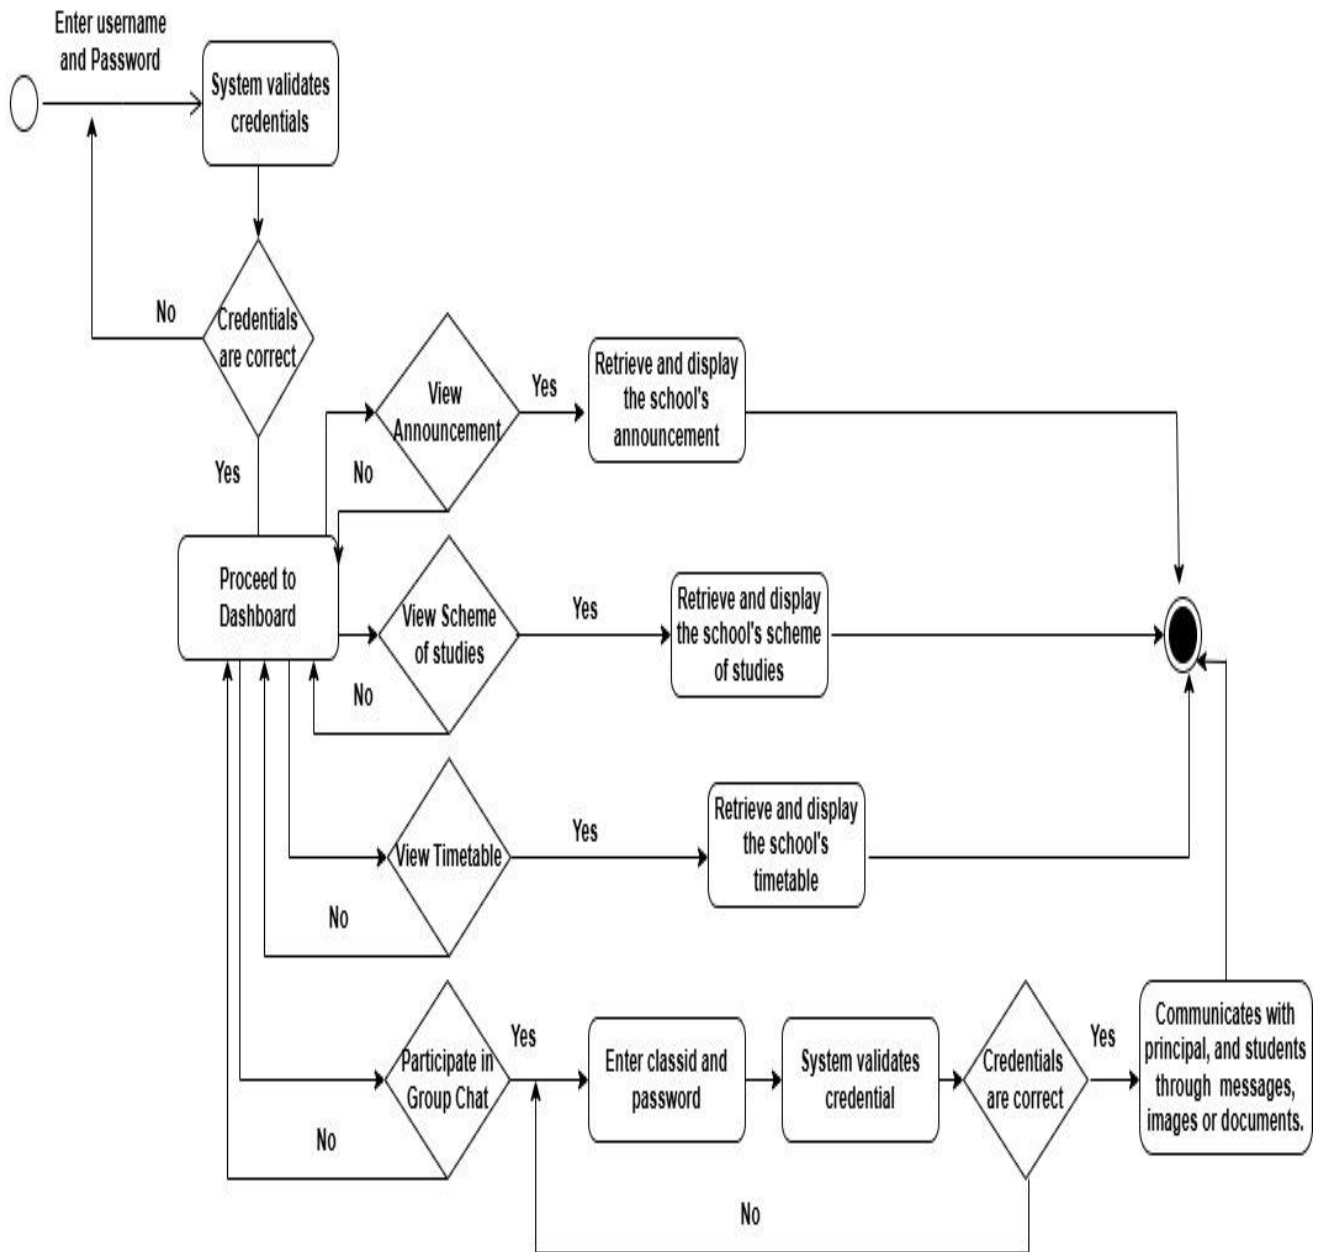 Enter username
and Password
System validates
credentials
No
Credentials
are correct
Yes
View
Announcement
Yes
Retrieve and display
the school's
announcement
No
Proceed to
Dashboard
View Scheme
of studies
Yes
Retrieve and display
the school's scheme
of studies
No
View Timetable
Yes
Retrieve and display
the school's
timetable
No
Participate in
Group Chat
Yes
Enter classid and
password
System validates
credential
Credentials
are correct
Yes
Communicates with
principal, and students
through messages,
images or documents.
No
No